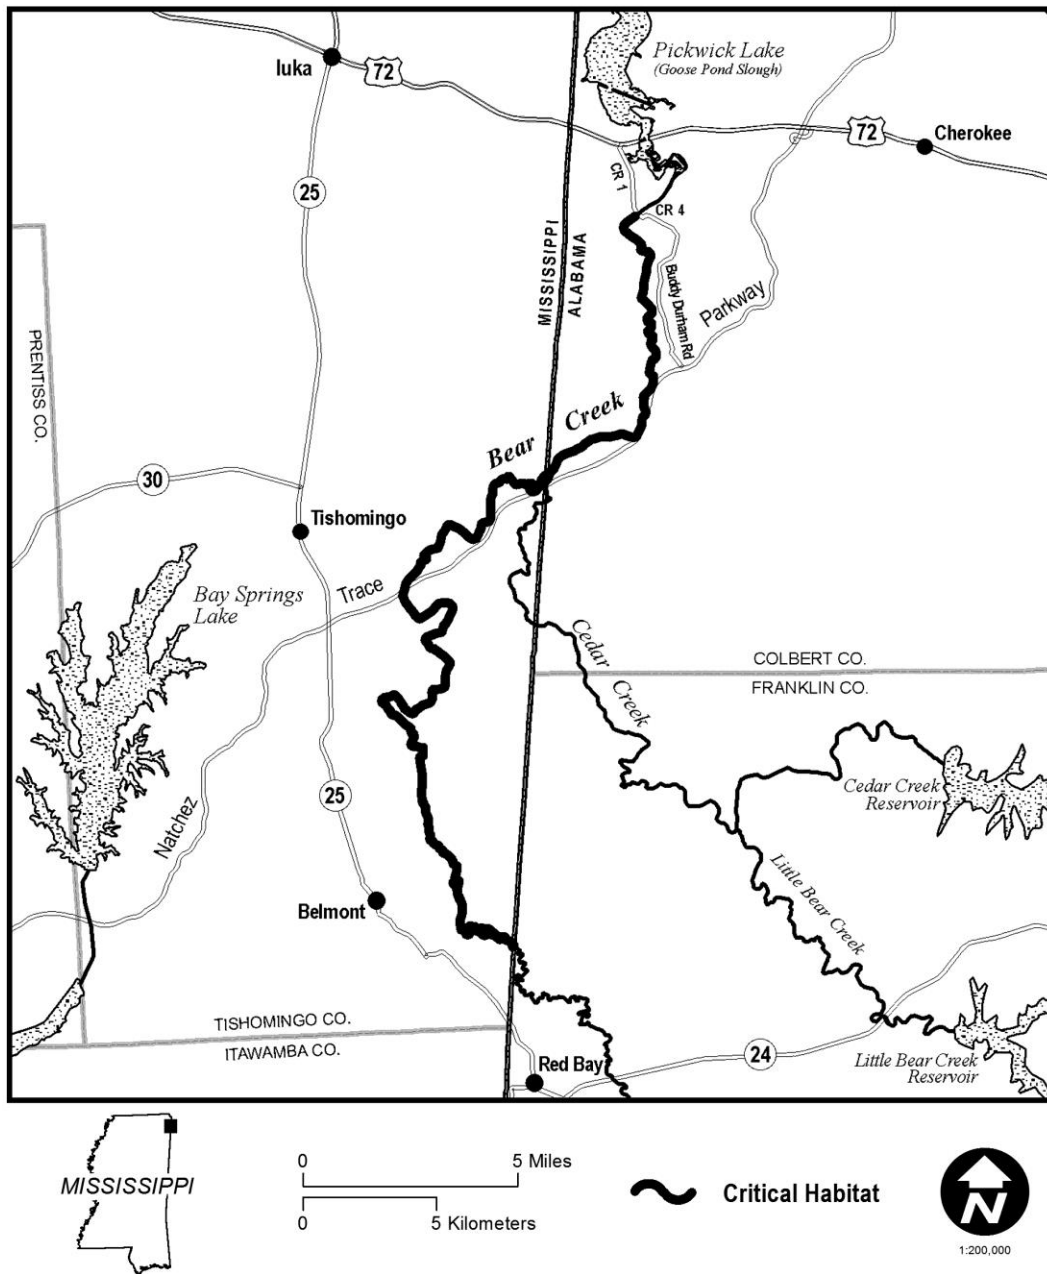 Pickwick Lake
(Goose Pond Slough)
Iuka
72
72
Cherokee
25
CR 1
CR 4
MISSISSIPPI
ALABAMA
Buddy Durham Rd
Parkway
PRENTISS CO.
Bear Creek
30
Tishomingo
Trace
Bay Springs
Lake
Cedar Creek
COLBERT CO.
FRANKLIN CO.
Cedar Creek
Reservoir
25
Natchez
Little Bear Creek
Belmont
TISHOMINGO CO.
ITAWAMBA CO.
Red Bay
24
Little Bear Creek
Reservoir
MISSISSIPPI
0 5 Miles
0 5 Kilometers
Critical Habitat
N
1:200,000